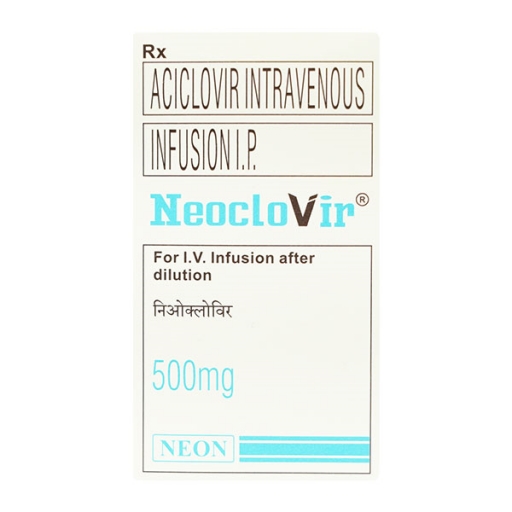 Rx
ACICLOVIR INTRAVENOUS
INFUSION I.P.
NeocloVir®
For I.V. Infusion after
dilution
निओक्लोविर
500mg
NEON